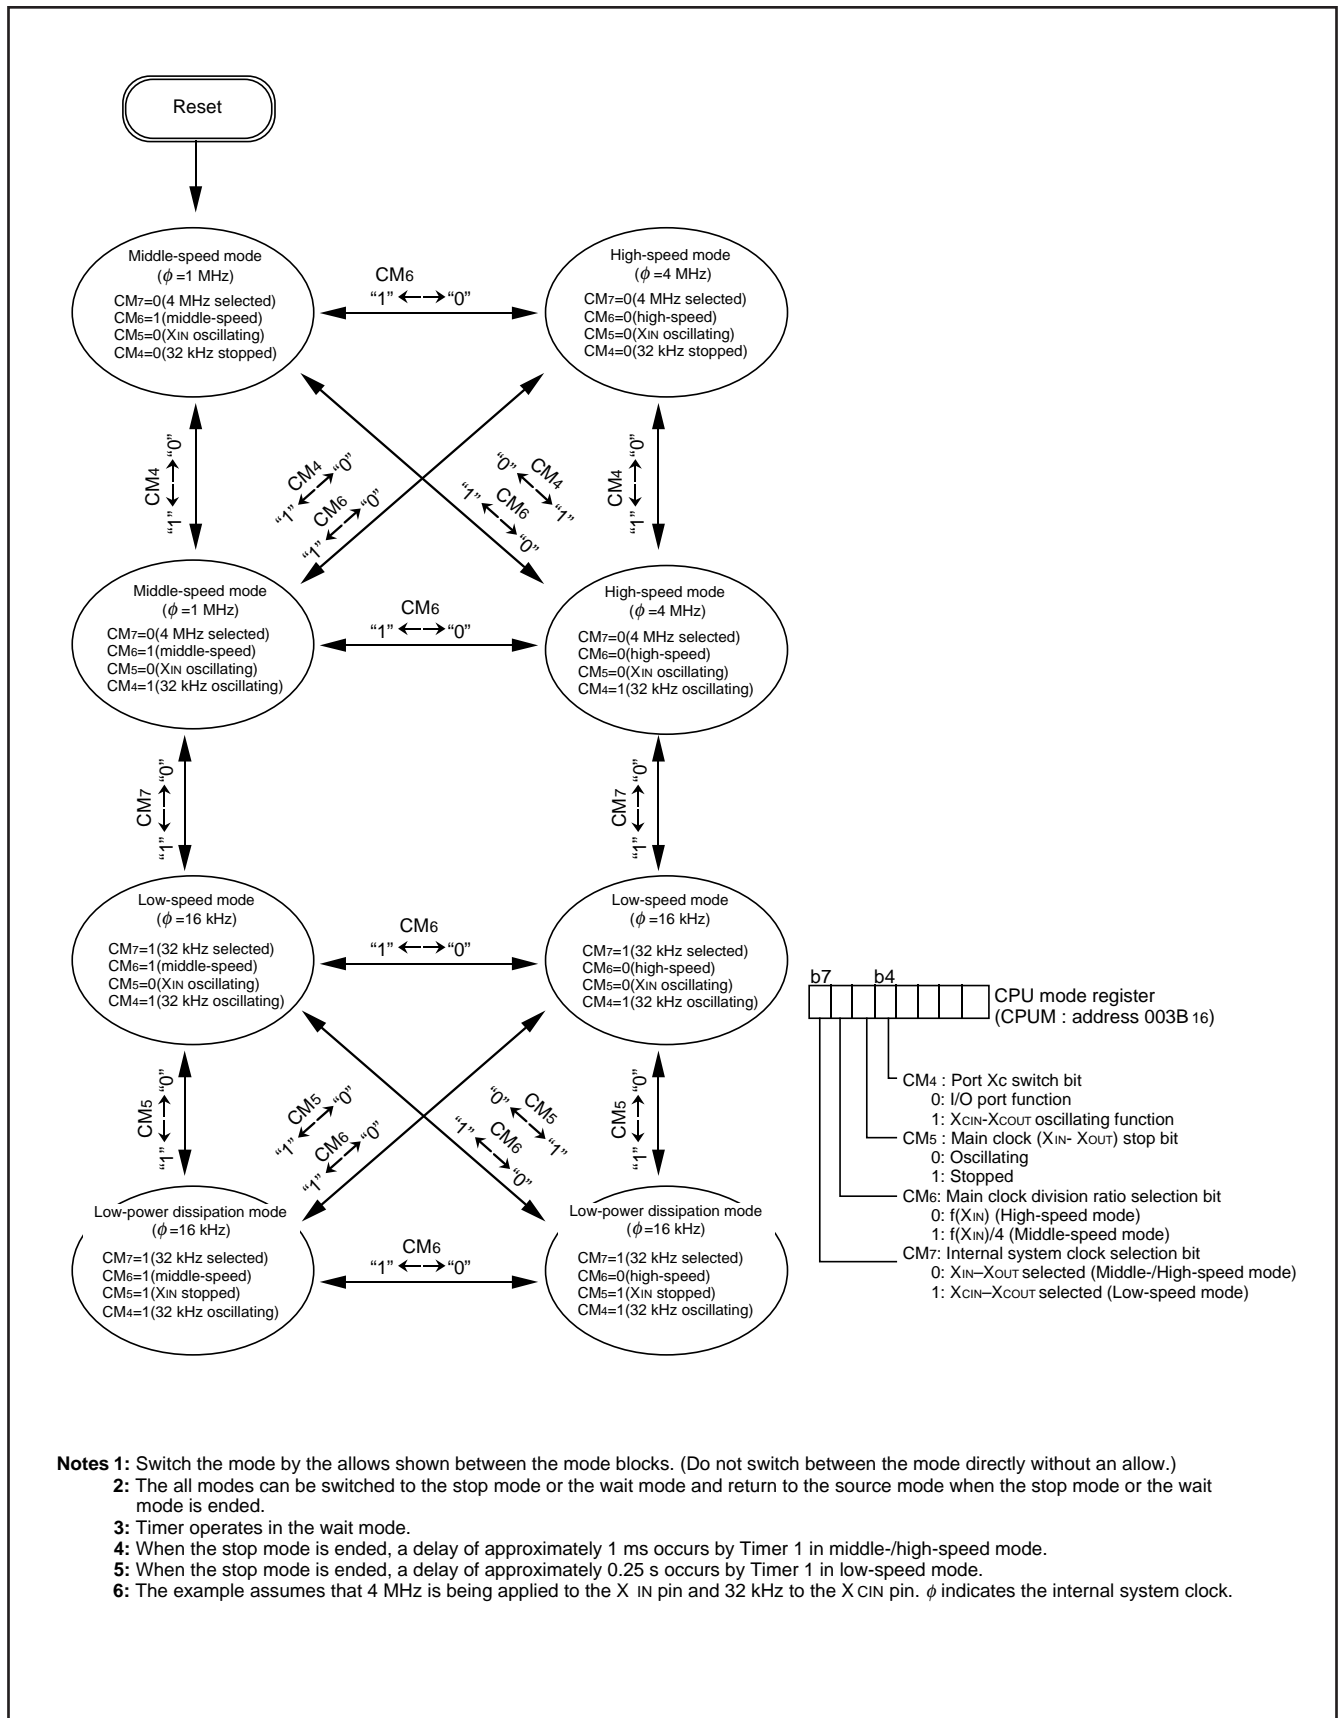 Reset
Middle-speed mode
(ϕ =1 MHz)
CM7=0(4 MHz selected)
CM6=1(middle-speed)
CM5=0(XIN oscillating)
CM4=0(32 kHz stopped)
CM6
“1” ←→ “0”
High-speed mode
(ϕ =4 MHz)
CM7=0(4 MHz selected)
CM6=0(high-speed)
CM5=0(XIN oscillating)
CM4=0(32 kHz stopped)
CM4
“1” ←→ “0”
CM4
“1” ←→ “0”
CM6
“1” ←→ “0”
CM4
“0” ←→ “1”
CM6
“1” ←→ “0”
CM4
“1” ←→ “0”
Middle-speed mode
(ϕ =1 MHz)
CM7=0(4 MHz selected)
CM6=1(middle-speed)
CM5=0(XIN oscillating)
CM4=1(32 kHz oscillating)
CM6
“1” ←→ “0”
High-speed mode
(ϕ =4 MHz)
CM7=0(4 MHz selected)
CM6=0(high-speed)
CM5=0(XIN oscillating)
CM4=1(32 kHz oscillating)
CM7
“1” ←→ “0”
CM7
“1” ←→ “0”
Low-speed mode
(ϕ =16 kHz)
CM7=1(32 kHz selected)
CM6=1(middle-speed)
CM5=0(XIN oscillating)
CM4=1(32 kHz oscillating)
CM6
“1” ←→ “0”
Low-speed mode
(ϕ =16 kHz)
CM7=1(32 kHz selected)
CM6=0(high-speed)
CM5=0(XIN oscillating)
CM4=1(32 kHz oscillating)
CM5
“1” ←→ “0”
CM5
“1” ←→ “0”
CM6
“1” ←→ “0”
CM5
“0” ←→ “1”
CM6
“1” ←→ “0”
CM5
“1” ←→ “0”
Low-power dissipation mode
(ϕ =16 kHz)
CM7=1(32 kHz selected)
CM6=1(middle-speed)
CM5=1(XIN stopped)
CM4=1(32 kHz oscillating)
CM6
“1” ←→ “0”
Low-power dissipation mode
(ϕ =16 kHz)
CM7=1(32 kHz selected)
CM6=0(high-speed)
CM5=1(XIN stopped)
CM4=1(32 kHz oscillating)
b7 b4
CPU mode register
(CPUM : address 003B 16)
CM4 : Port Xc switch bit
0: I/O port function
1: XCIN-XCOUT oscillating function
CM5 : Main clock (XIN- XOUT) stop bit
0: Oscillating
1: Stopped
CM6: Main clock division ratio selection bit
0: f(XIN) (High-speed mode)
1: f(XIN)/4 (Middle-speed mode)
CM7: Internal system clock selection bit
0: XIN–XOUT selected (Middle-/High-speed mode)
1: XCIN–XCOUT selected (Low-speed mode)
Notes 1: Switch the mode by the allows shown between the mode blocks. (Do not switch between the mode directly without an allow.)
2: The all modes can be switched to the stop mode or the wait mode and return to the source mode when the stop mode or the wait
mode is ended.
3: Timer operates in the wait mode.
4: When the stop mode is ended, a delay of approximately 1 ms occurs by Timer 1 in middle-/high-speed mode.
5: When the stop mode is ended, a delay of approximately 0.25 s occurs by Timer 1 in low-speed mode.
6: The example assumes that 4 MHz is being applied to the X IN pin and 32 kHz to the X CIN pin. ϕ indicates the internal system clock.